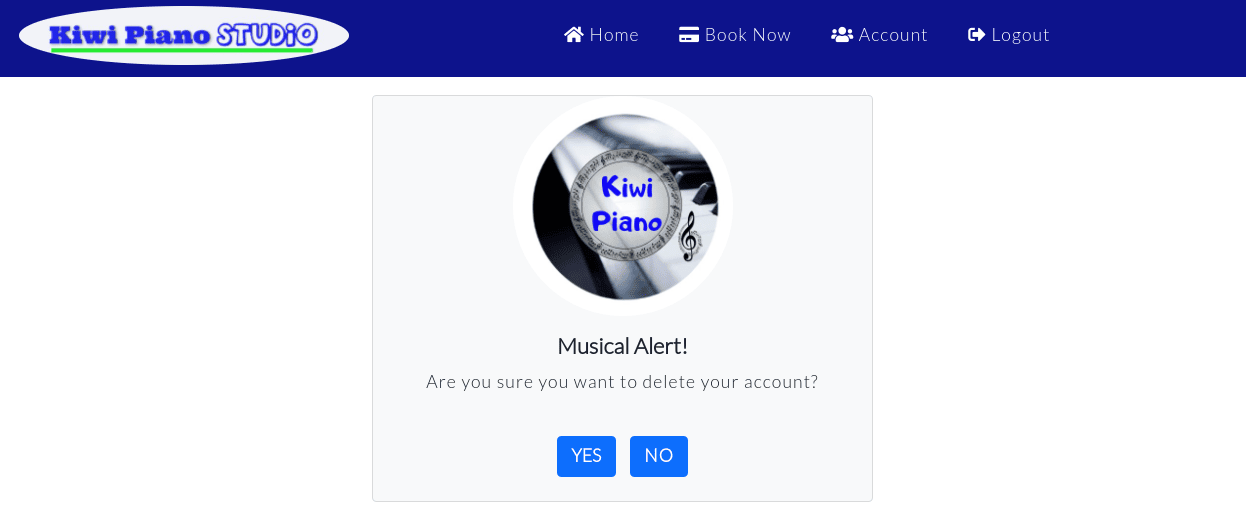 Kiwi Piano STUDiO
Home Book Now Account Logout
Kiwi
Piano
Musical Alert!
Are you sure you want to delete your account?
YES NO